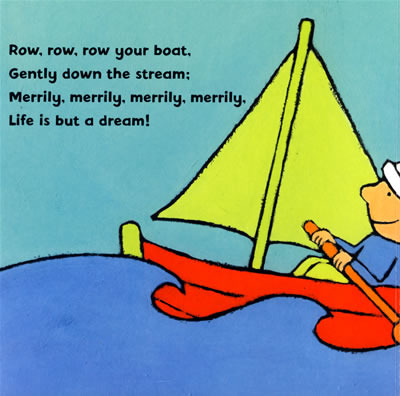 Row, row, row your boat,
Gently down the stream;
Merrily, merrily, merrily, merrily,
Life is but a dream!